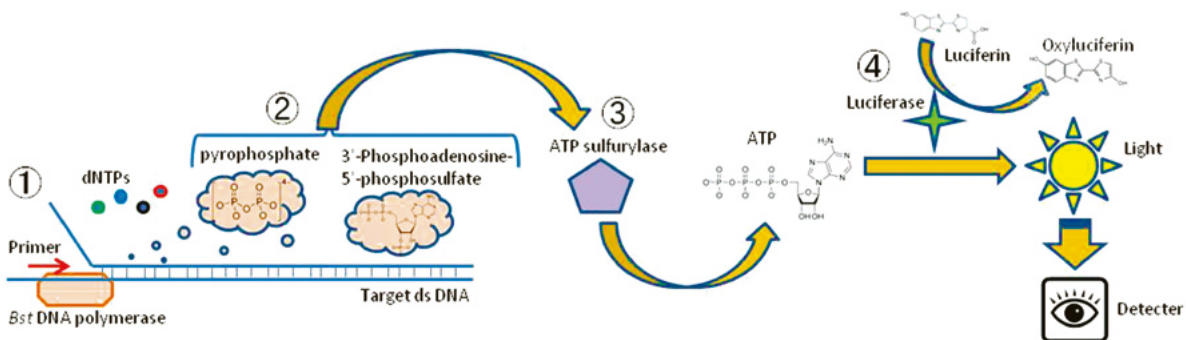 ①
dNTPs
Primer
Bst DNA polymerase
Target ds DNA
②
pyrophosphate
3'-Phosphoadenosine-
5'-phosphosulfate
③
ATP sulfurylase
ATP
④
Luciferin
Oxyluciferin
Luciferase
Light
Detecter